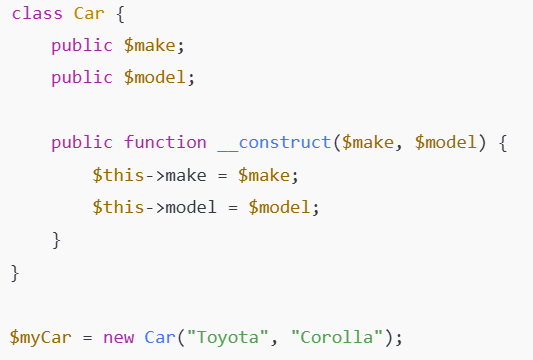 class Car {
    public $make;
    public $model;

    public function __construct($make, $model) {
        $this->make = $make;
        $this->model = $model;
    }
}

$myCar = new Car("Toyota", "Corolla");